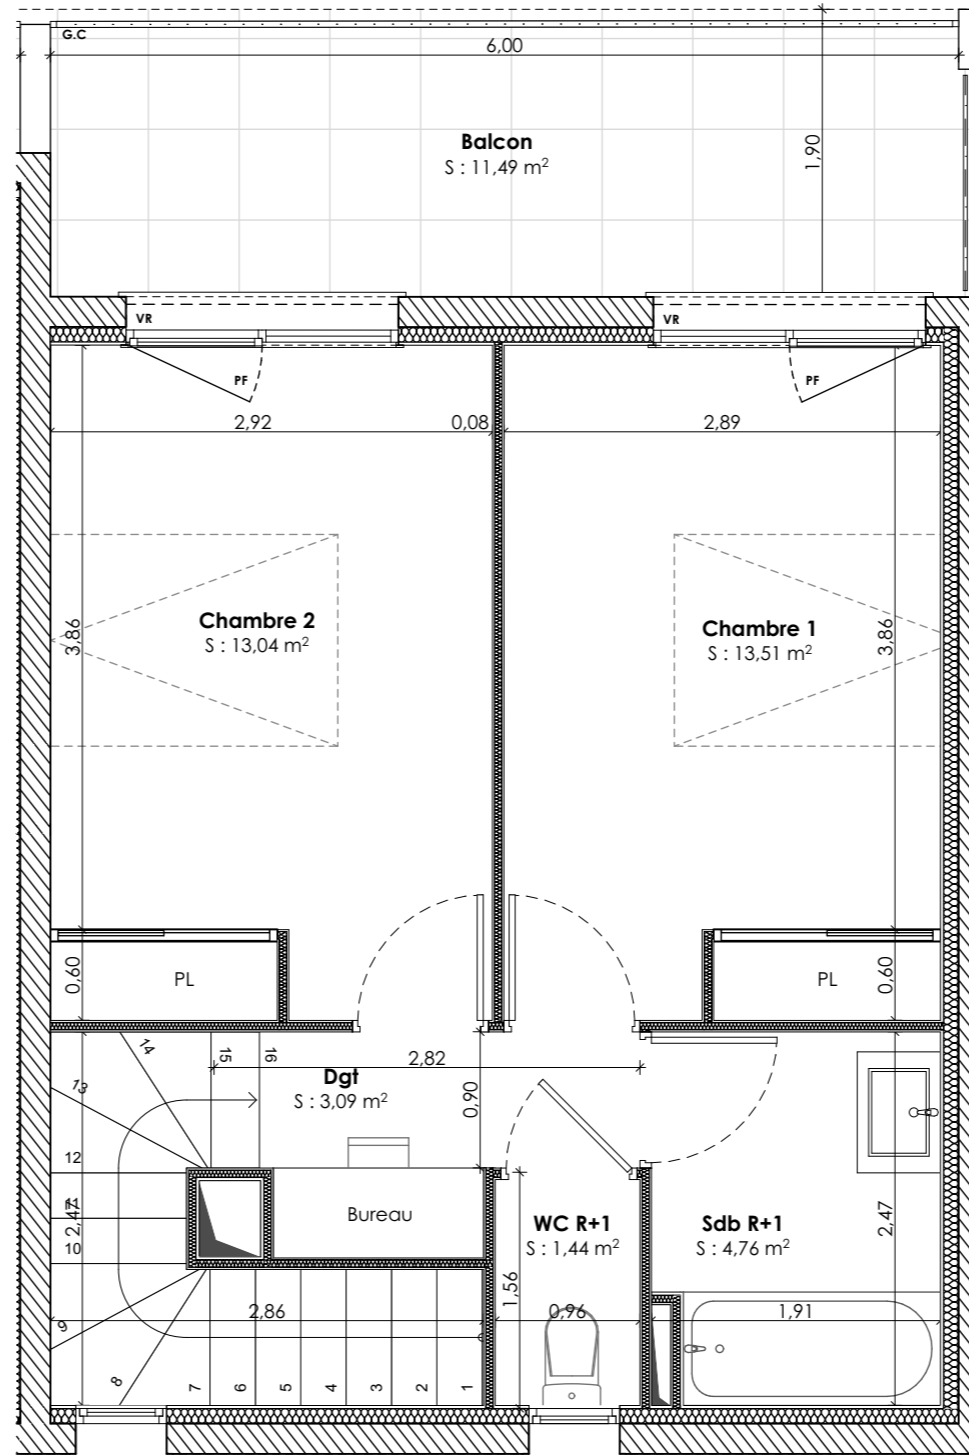 G.C
6,00
1,90
Balcon
S : 11,49 m²
VR
VR
PF
PF
2,92
0,08
2,89
Chambre 2
S : 13,04 m²
3,86
Chambre 1
S : 13,51 m²
3,86
0,60
PL
PL
0,60
14
15
16
2,82
13
Dgt
S : 3,09 m²
0,90
12
11
2,47
10
Bureau
WC R+1
S : 1,44 m²
Sdb R+1
S : 4,76 m²
2,47
1,56
2,86
0,96
1,91
9
8
7
6
5
4
3
2
1